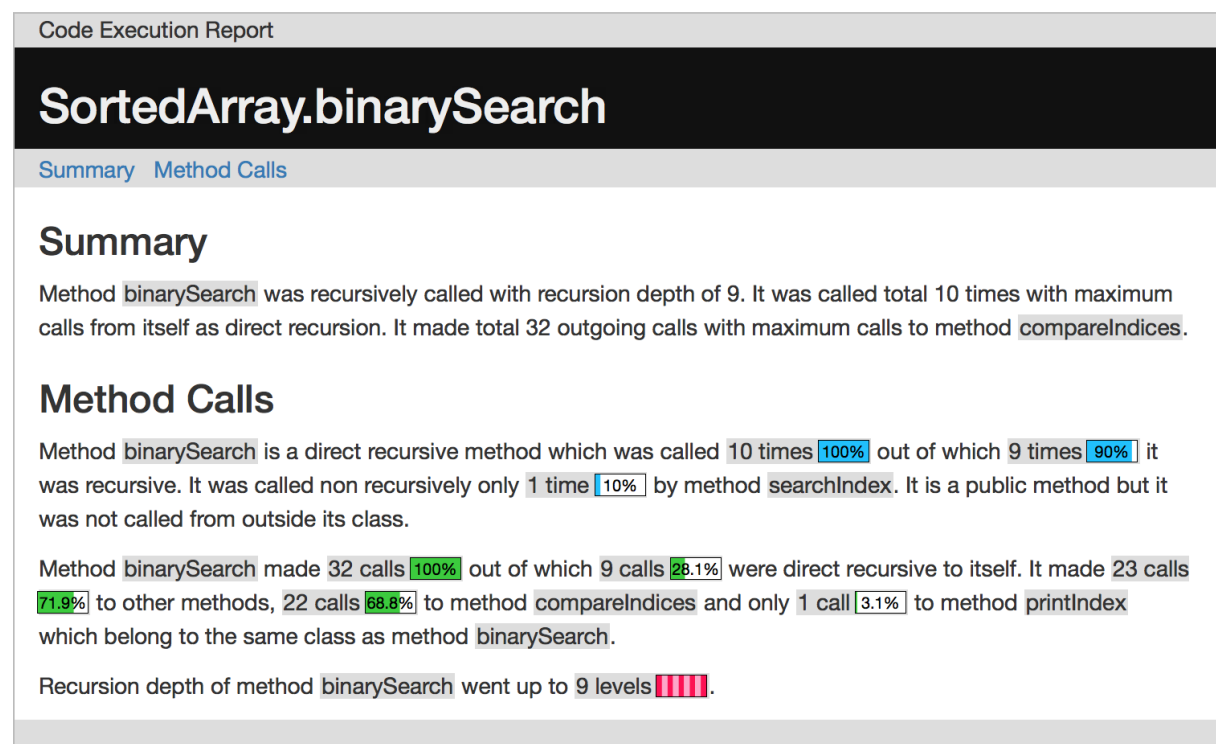 Code Execution Report
SortedArray.binarySearch
Summary Method Calls
Summary
Method binarySearch was recursively called with recursion depth of 9. It was called total 10 times with maximum
calls from itself as direct recursion. It made total 32 outgoing calls with maximum calls to method compareIndices.
Method Calls
Method binarySearch is a direct recursive method which was called 10 times 100% out of which 9 times 90% it
was recursive. It was called non recursively only 1 time 10% by method searchIndex. It is a public method but it
was not called from outside its class.
Method binarySearch made 32 calls 100% out of which 9 calls 28.1% were direct recursive to itself. It made 23 calls
71.9% to other methods, 22 calls 68.8% to method compareIndices and only 1 call 3.1% to method printIndex
which belong to the same class as method binarySearch.
Recursion depth of method binarySearch went up to 9 levels .